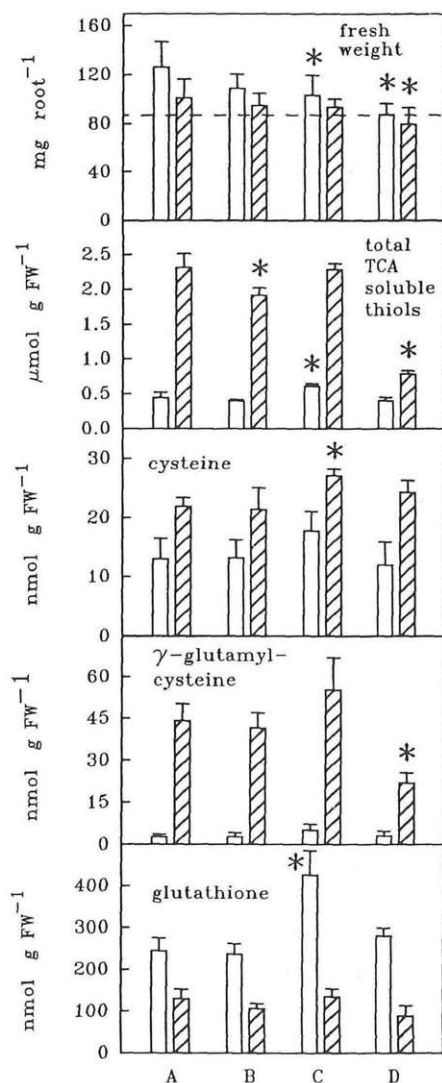 160
fresh
weight
*
* *
120
80
40
0
mg root⁻¹
2.5
total
TCA
soluble
thiols
*
2.0
1.5
1.0
*
*
0.5
0.0
μmol g FW⁻¹
30
cysteine
*
20
10
0
nmol g FW⁻¹
γ-glutamyl-
cysteine
60
45
*
30
15
0
nmol g FW⁻¹
*
400
glutathione
300
200
100
0
nmol g FW⁻¹
A B C D